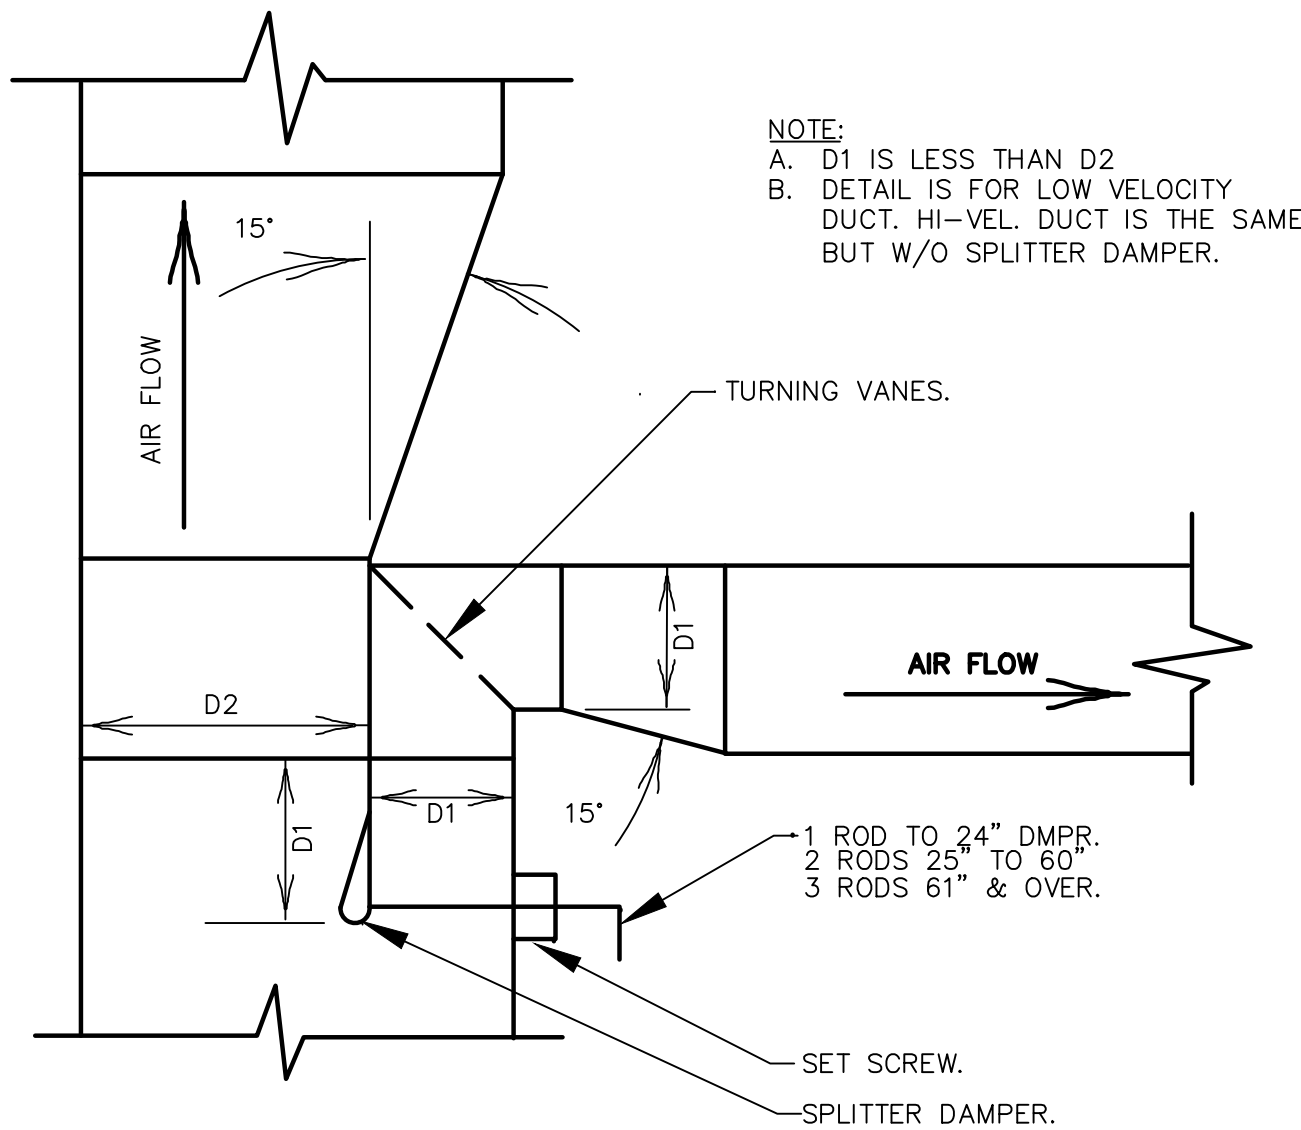 NOTE:
A. D1 IS LESS THAN D2
B. DETAIL IS FOR LOW VELOCITY
DUCT. HI-VEL. DUCT IS THE SAME
BUT W/O SPLITTER DAMPER.
15°
AIR FLOW
TURNING VANES.
D1
AIR FLOW
D2
D1
D1
15°
1 ROD TO 24" DMPR.
2 RODS 25" TO 60"
3 RODS 61" & OVER.
SET SCREW.
SPLITTER DAMPER.